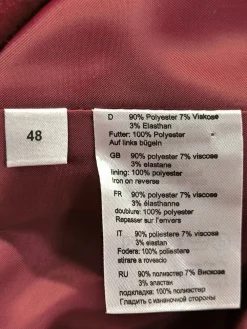 48
D 90% Polyester 7% Viskose
3% Elasthan
Futter: 100% Polyester
Auf links bügeln
GB 90% polyester 7% viscose
3% elastane
lining: 100% polyester
Iron on reverse
FR 90% polyester 7% viscose
3% élasthanne
doublure: 100% polyester
Repasser sur l'envers
IT 90% poliestere 7% viscosa
3% elastan
Fodera: 100% poliestere
stirare a rovescio
RU 90% полиэстер 7% Вискоза
3% эластан
подкладка: 100% полиэстер
Гладить с изнаночной стороны